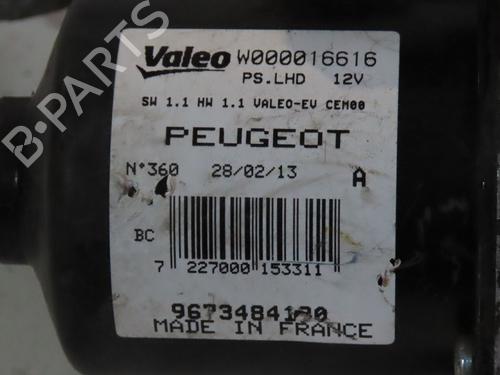 Valeo W000016616
PS.LHD 12V
SW 1.1 HW 1.1 VALEO-EV CEM00
PEUGEOT
N°360 28/02/13 A
BC
7 227000 153311
MADE IN FRANCE
B-PARTS